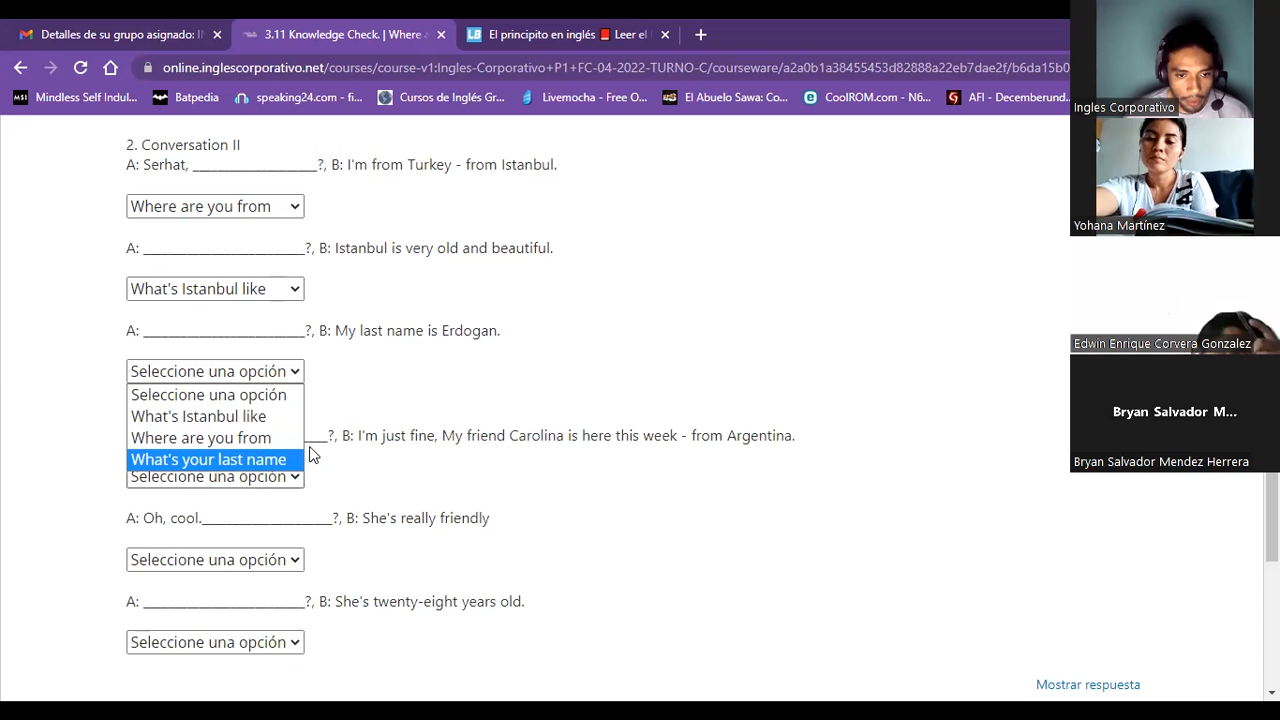 Detalles de su grupo asignado: I
3.11 Knowledge Check. | Where a
El principito en inglés 📕 Leer el
online.inglescorporativo.net/courses/course-v1:Ingles-Corporativo+P1+FC-04-2022-TURNO-C/courseware/a2a0b1a38455453d82888a22eb7dae2f/b6da15b0
Mindless Self Indul...
Batpedia
speaking24.com - fi...
Cursos de Inglés Gr...
Livemocha - Free O...
El Abuelo Sawa: Co...
CoolROM.com - N6...
AFI - Decemberund...
2. Conversation II
A: Serhat, ____________________?, B: I'm from Turkey - from Istanbul.
Where are you from
A: __________________________?, B: Istanbul is very old and beautiful.
What's Istanbul like
A: __________________________?, B: My last name is Erdogan.
Seleccione una opción
Seleccione una opción
What's Istanbul like
Where are you from
What's your last name
___?, B: I'm just fine, My friend Carolina is here this week - from Argentina.
Seleccione una opción
A: Oh, cool._____________________?, B: She's really friendly
Seleccione una opción
A: __________________________?, B: She's twenty-eight years old.
Seleccione una opción
Mostrar respuesta
Ingles Corporativo
Yohana Martínez
Edwin Enrique Corvera Gonzalez
Bryan Salvador M...
Bryan Salvador Mendez Herrera